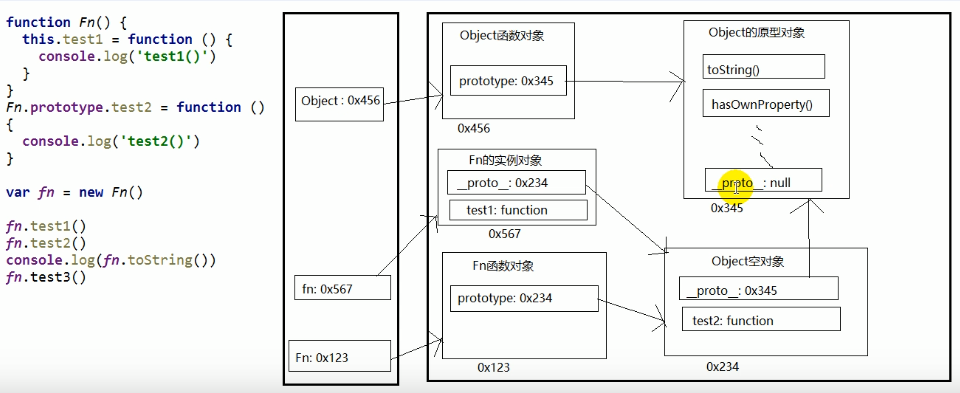 function Fn() {
this.test1 = function () {
console.log('test1()')
}
}
Fn.prototype.test2 = function ()
{
console.log('test2()')
}
var fn = new Fn()
fn.test1()
fn.test2()
console.log(fn.toString())
fn.test3()
Object : 0x456
fn: 0x567
Fn: 0x123
Object函数对象
prototype: 0x345
0x456
Fn的实例对象
__proto__: 0x234
test1: function
0x567
Fn函数对象
prototype: 0x234
0x123
Object的原型对象
toString()
hasOwnProperty()
__proto__: null
0x345
Object空对象
__proto__: 0x345
test2: function
0x234